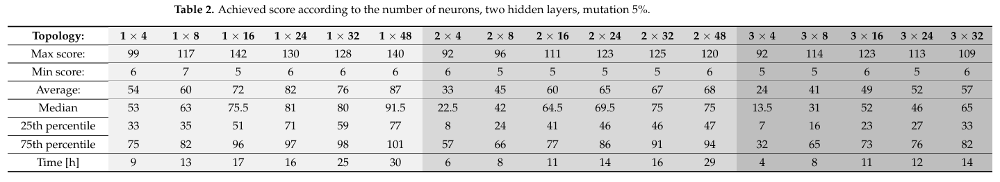 Table 2. Achieved score according to the number of neurons, two hidden layers, mutation 5%.
Topology: 1 × 4 1 × 8 1 × 16 1 × 24 1 × 32 1 × 48 2 × 4 2 × 8 2 × 16 2 × 24 2 × 32 2 × 48 3 × 4 3 × 8 3 × 16 3 × 24 3 × 32
Max score: 99 117 142 130 128 140 92 96 111 123 125 120 92 114 123 113 109
Min score: 6 7 5 6 6 6 6 5 5 5 5 6 5 5 6 5 6
Average: 54 60 72 82 76 87 33 45 60 65 67 68 24 41 49 52 57
Median 53 63 75.5 81 80 91.5 22.5 42 64.5 69.5 75 75 13.5 31 52 46 65
25th percentile 33 35 51 71 59 77 8 24 41 46 46 47 7 16 23 27 33
75th percentile 75 82 96 97 98 101 57 66 77 86 91 94 32 65 73 76 82
Time [h] 9 13 17 16 25 30 6 8 11 14 16 29 4 8 11 12 14